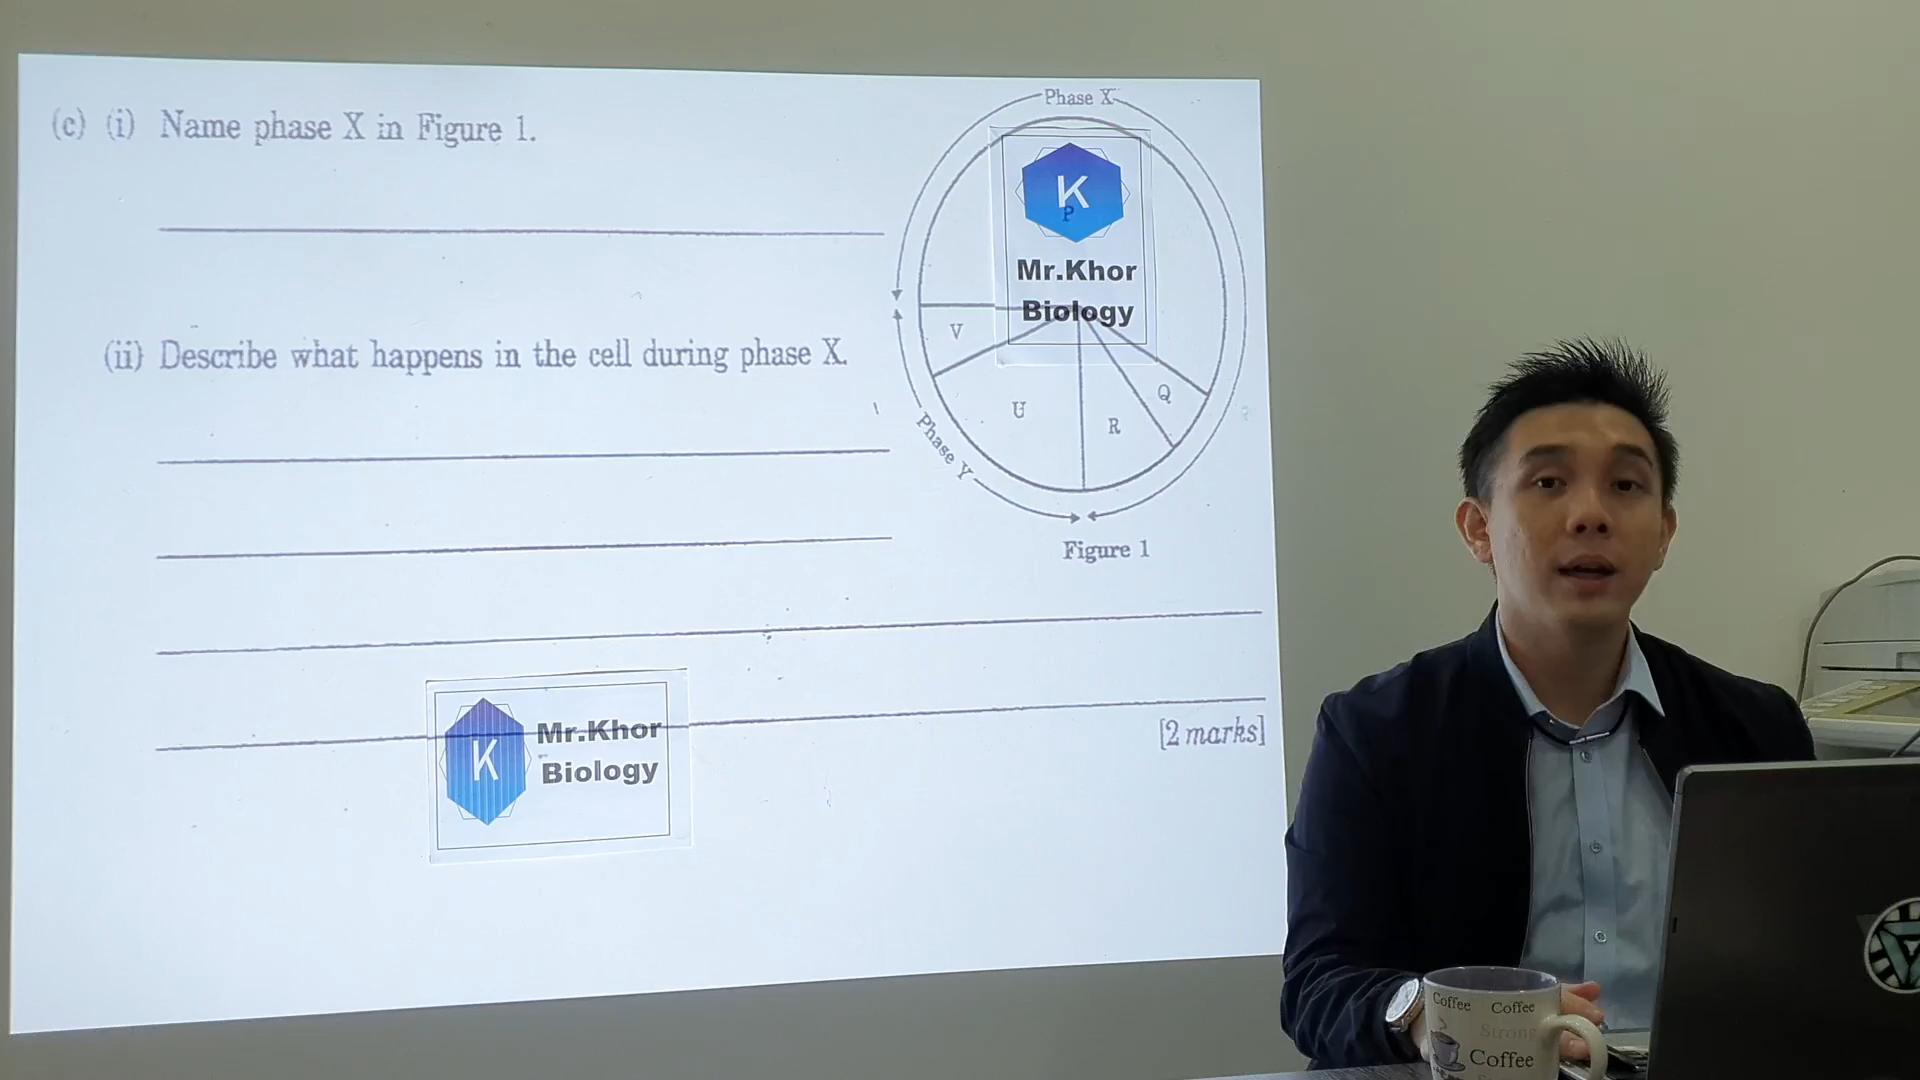 (c) (i) Name phase X in Figure 1.
(ii) Describe what happens in the cell during phase X.
[2 marks]
Phase X
K
P
Mr.Khor
Biology
V
U
R
Q
Phase Y
Figure 1
K
Mr.Khor
Biology
Coffee Coffee
Strong
Coffee